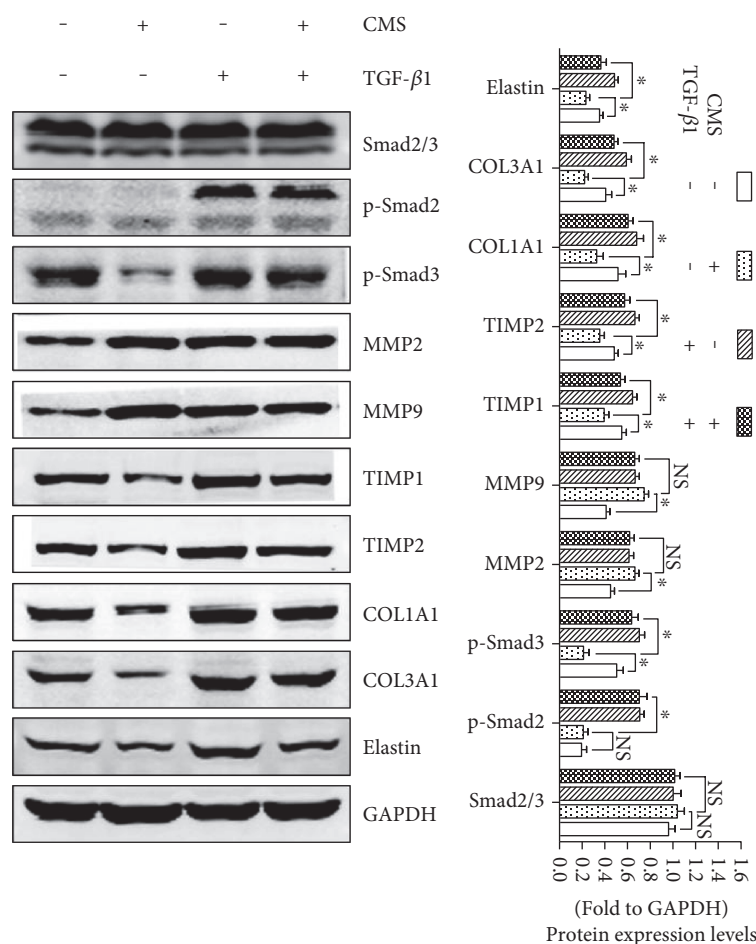 - + - + CMS
- - + + TGF-β1
Smad2/3
p-Smad2
p-Smad3
MMP2
MMP9
TIMP1
TIMP2
COL1A1
COL3A1
Elastin
GAPDH
Elastin
COL3A1
COL1A1
TIMP2
TIMP1
MMP9
MMP2
p-Smad3
p-Smad2
Smad2/3
* *
* *
* *
* *
* *
NS *
NS *
* *
* NS
NS NS
CMS - + - +
TGF-β1 - - + +
0.0 0.2 0.4 0.6 0.8 1.0 1.2 1.4 1.6
(Fold to GAPDH)
Protein expression levels